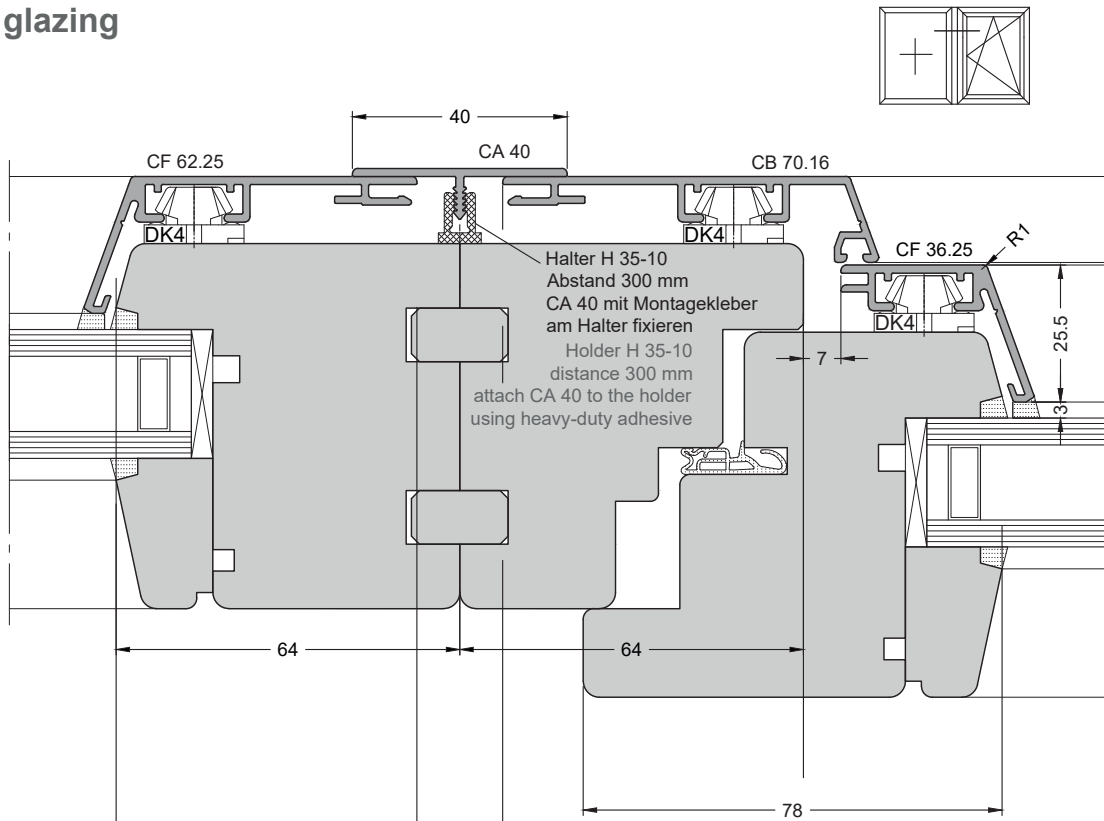 glazing
40
CF 62.25
CA 40
CB 70.16
DK4
DK4
CF 36.25
R1
DK4
Halter H 35-10
Abstand 300 mm
CA 40 mit Montagekleber
am Halter fixieren
Holder H 35-10
distance 300 mm
attach CA 40 to the holder
using heavy-duty adhesive
7
25.5
3
64
64
78